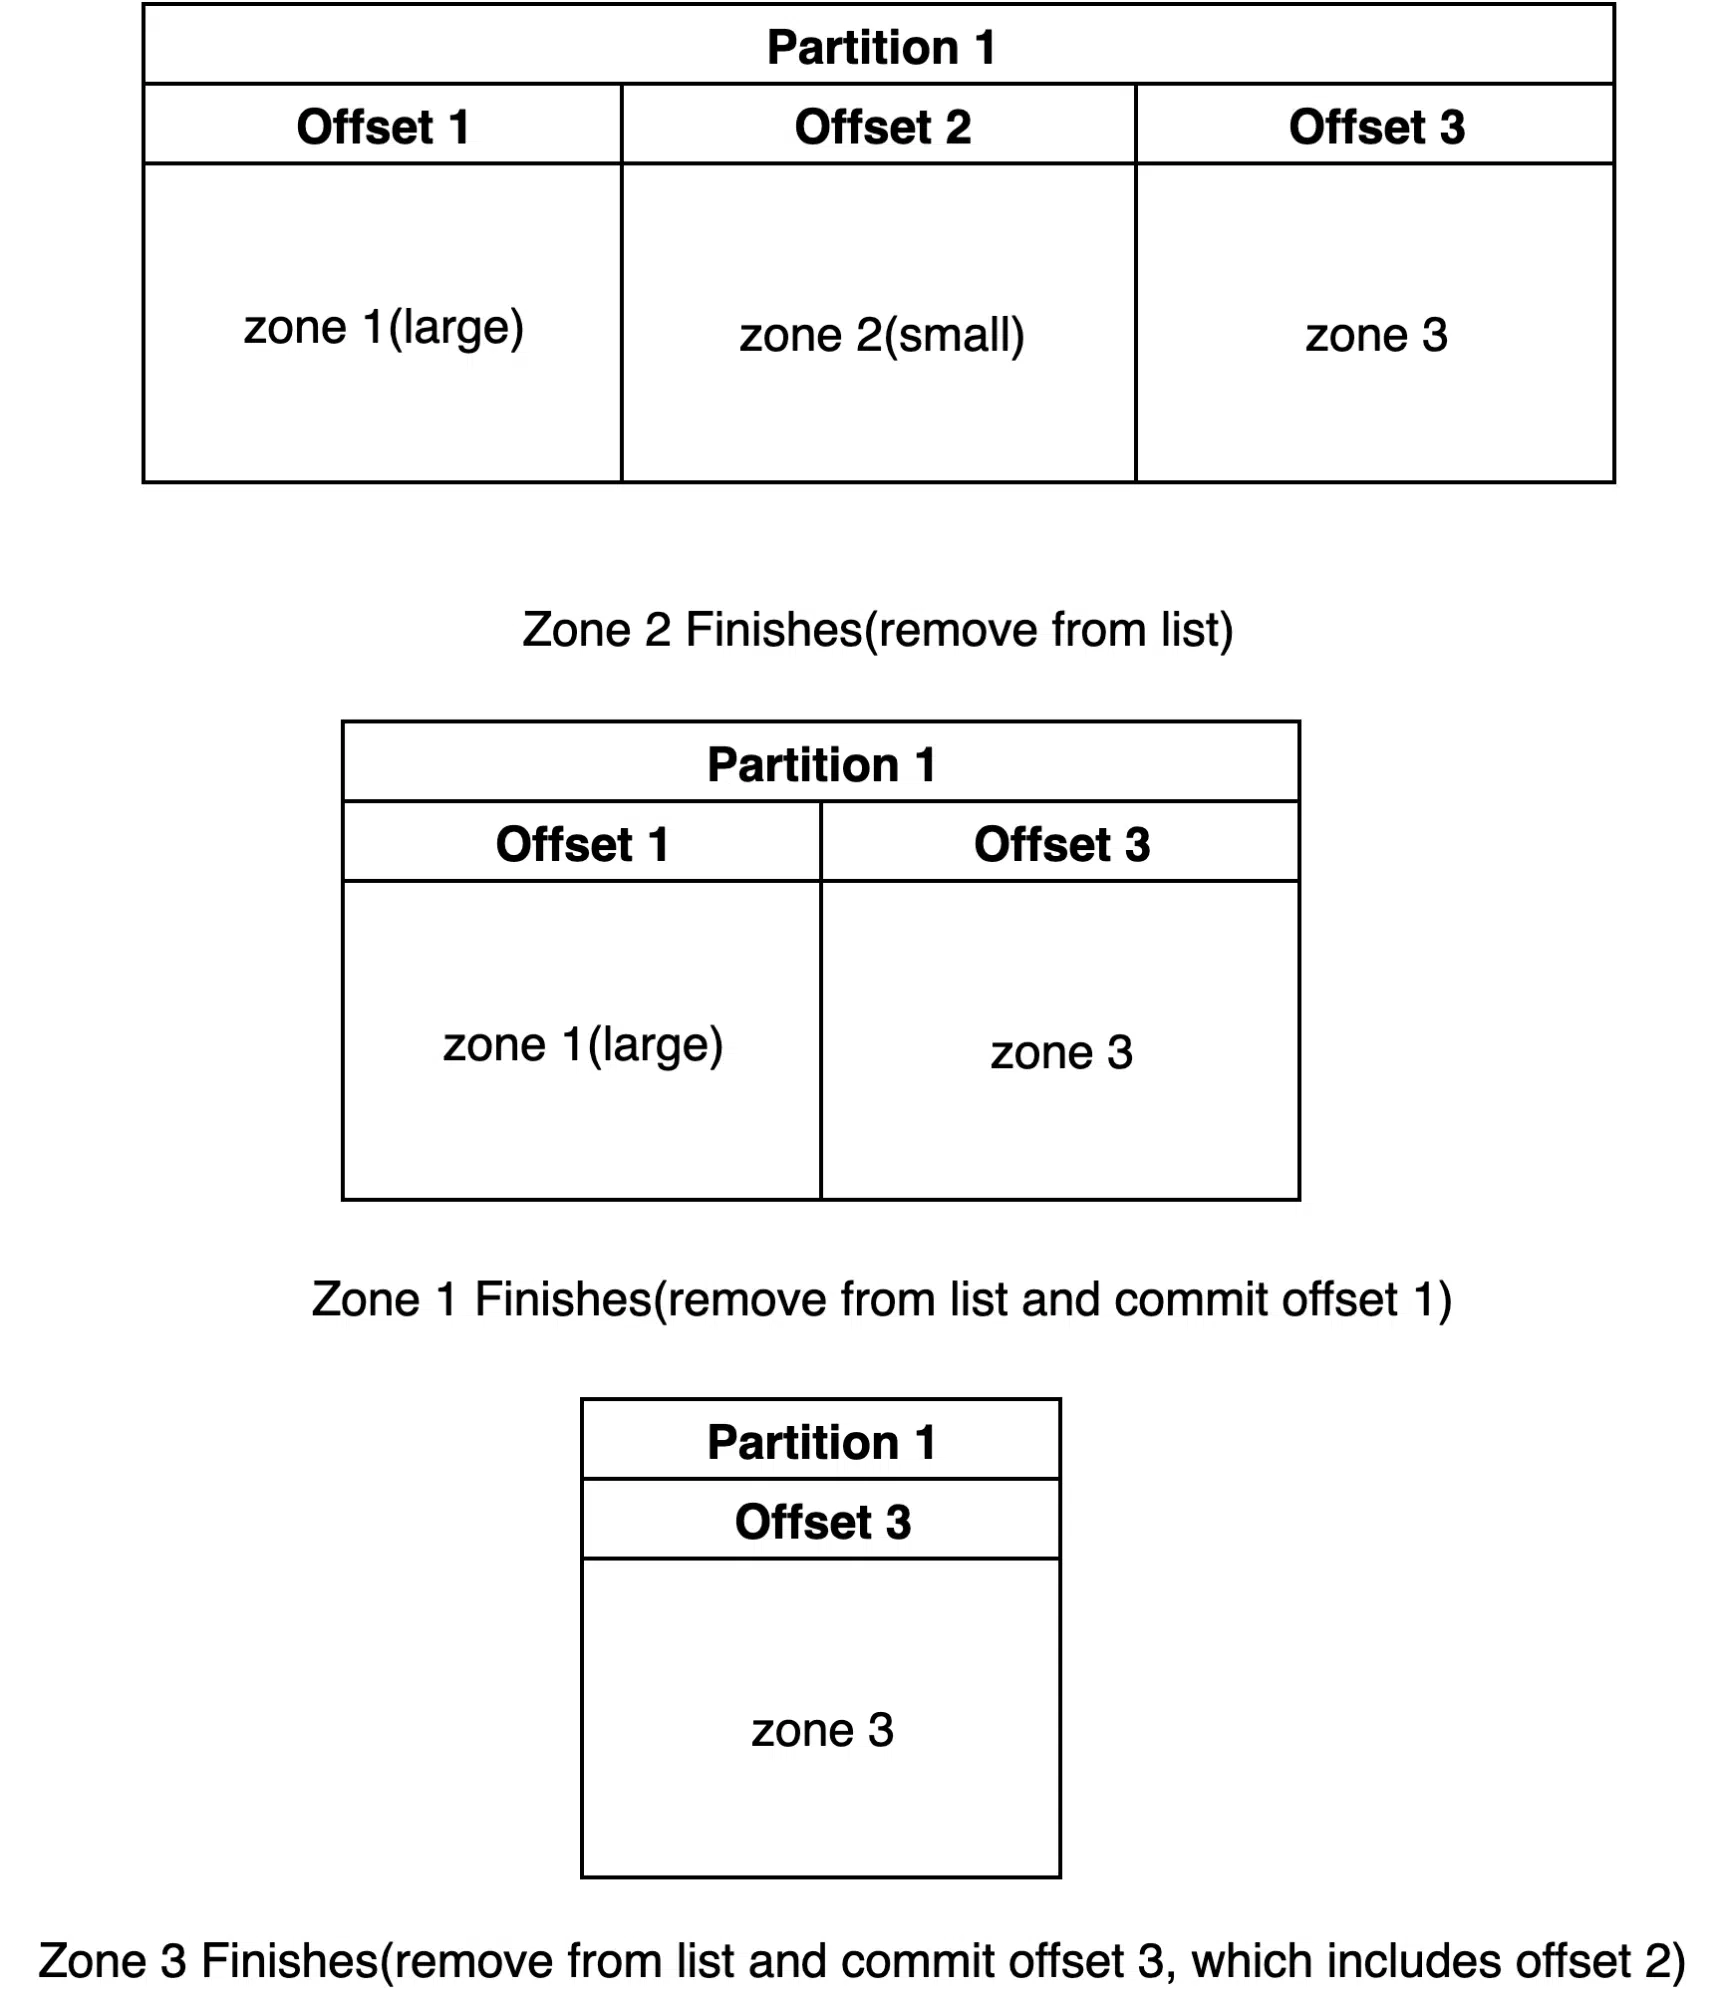 Partition 1
Offset 1 Offset 2 Offset 3
zone 1(large) zone 2(small) zone 3
Zone 2 Finishes(remove from list)
Partition 1
Offset 1 Offset 3
zone 1(large) zone 3
Zone 1 Finishes(remove from list and commit offset 1)
Partition 1
Offset 3
zone 3
Zone 3 Finishes(remove from list and commit offset 3, which includes offset 2)